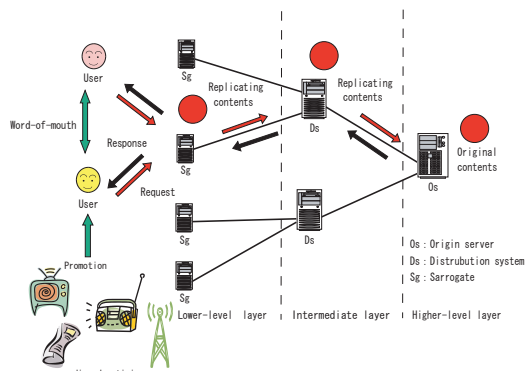 User
Sg
Replicating
contents
Replicating
contents
Word-of-mouth
Sg
Ds
Original
contents
Response
Os
User
Request
Sg
Ds
Os : Origin server
Ds : Distrubution system
Sg : Sarrogate
Promotion
Sg
Lower-level layer
Intermediate layer
Higher-level layer